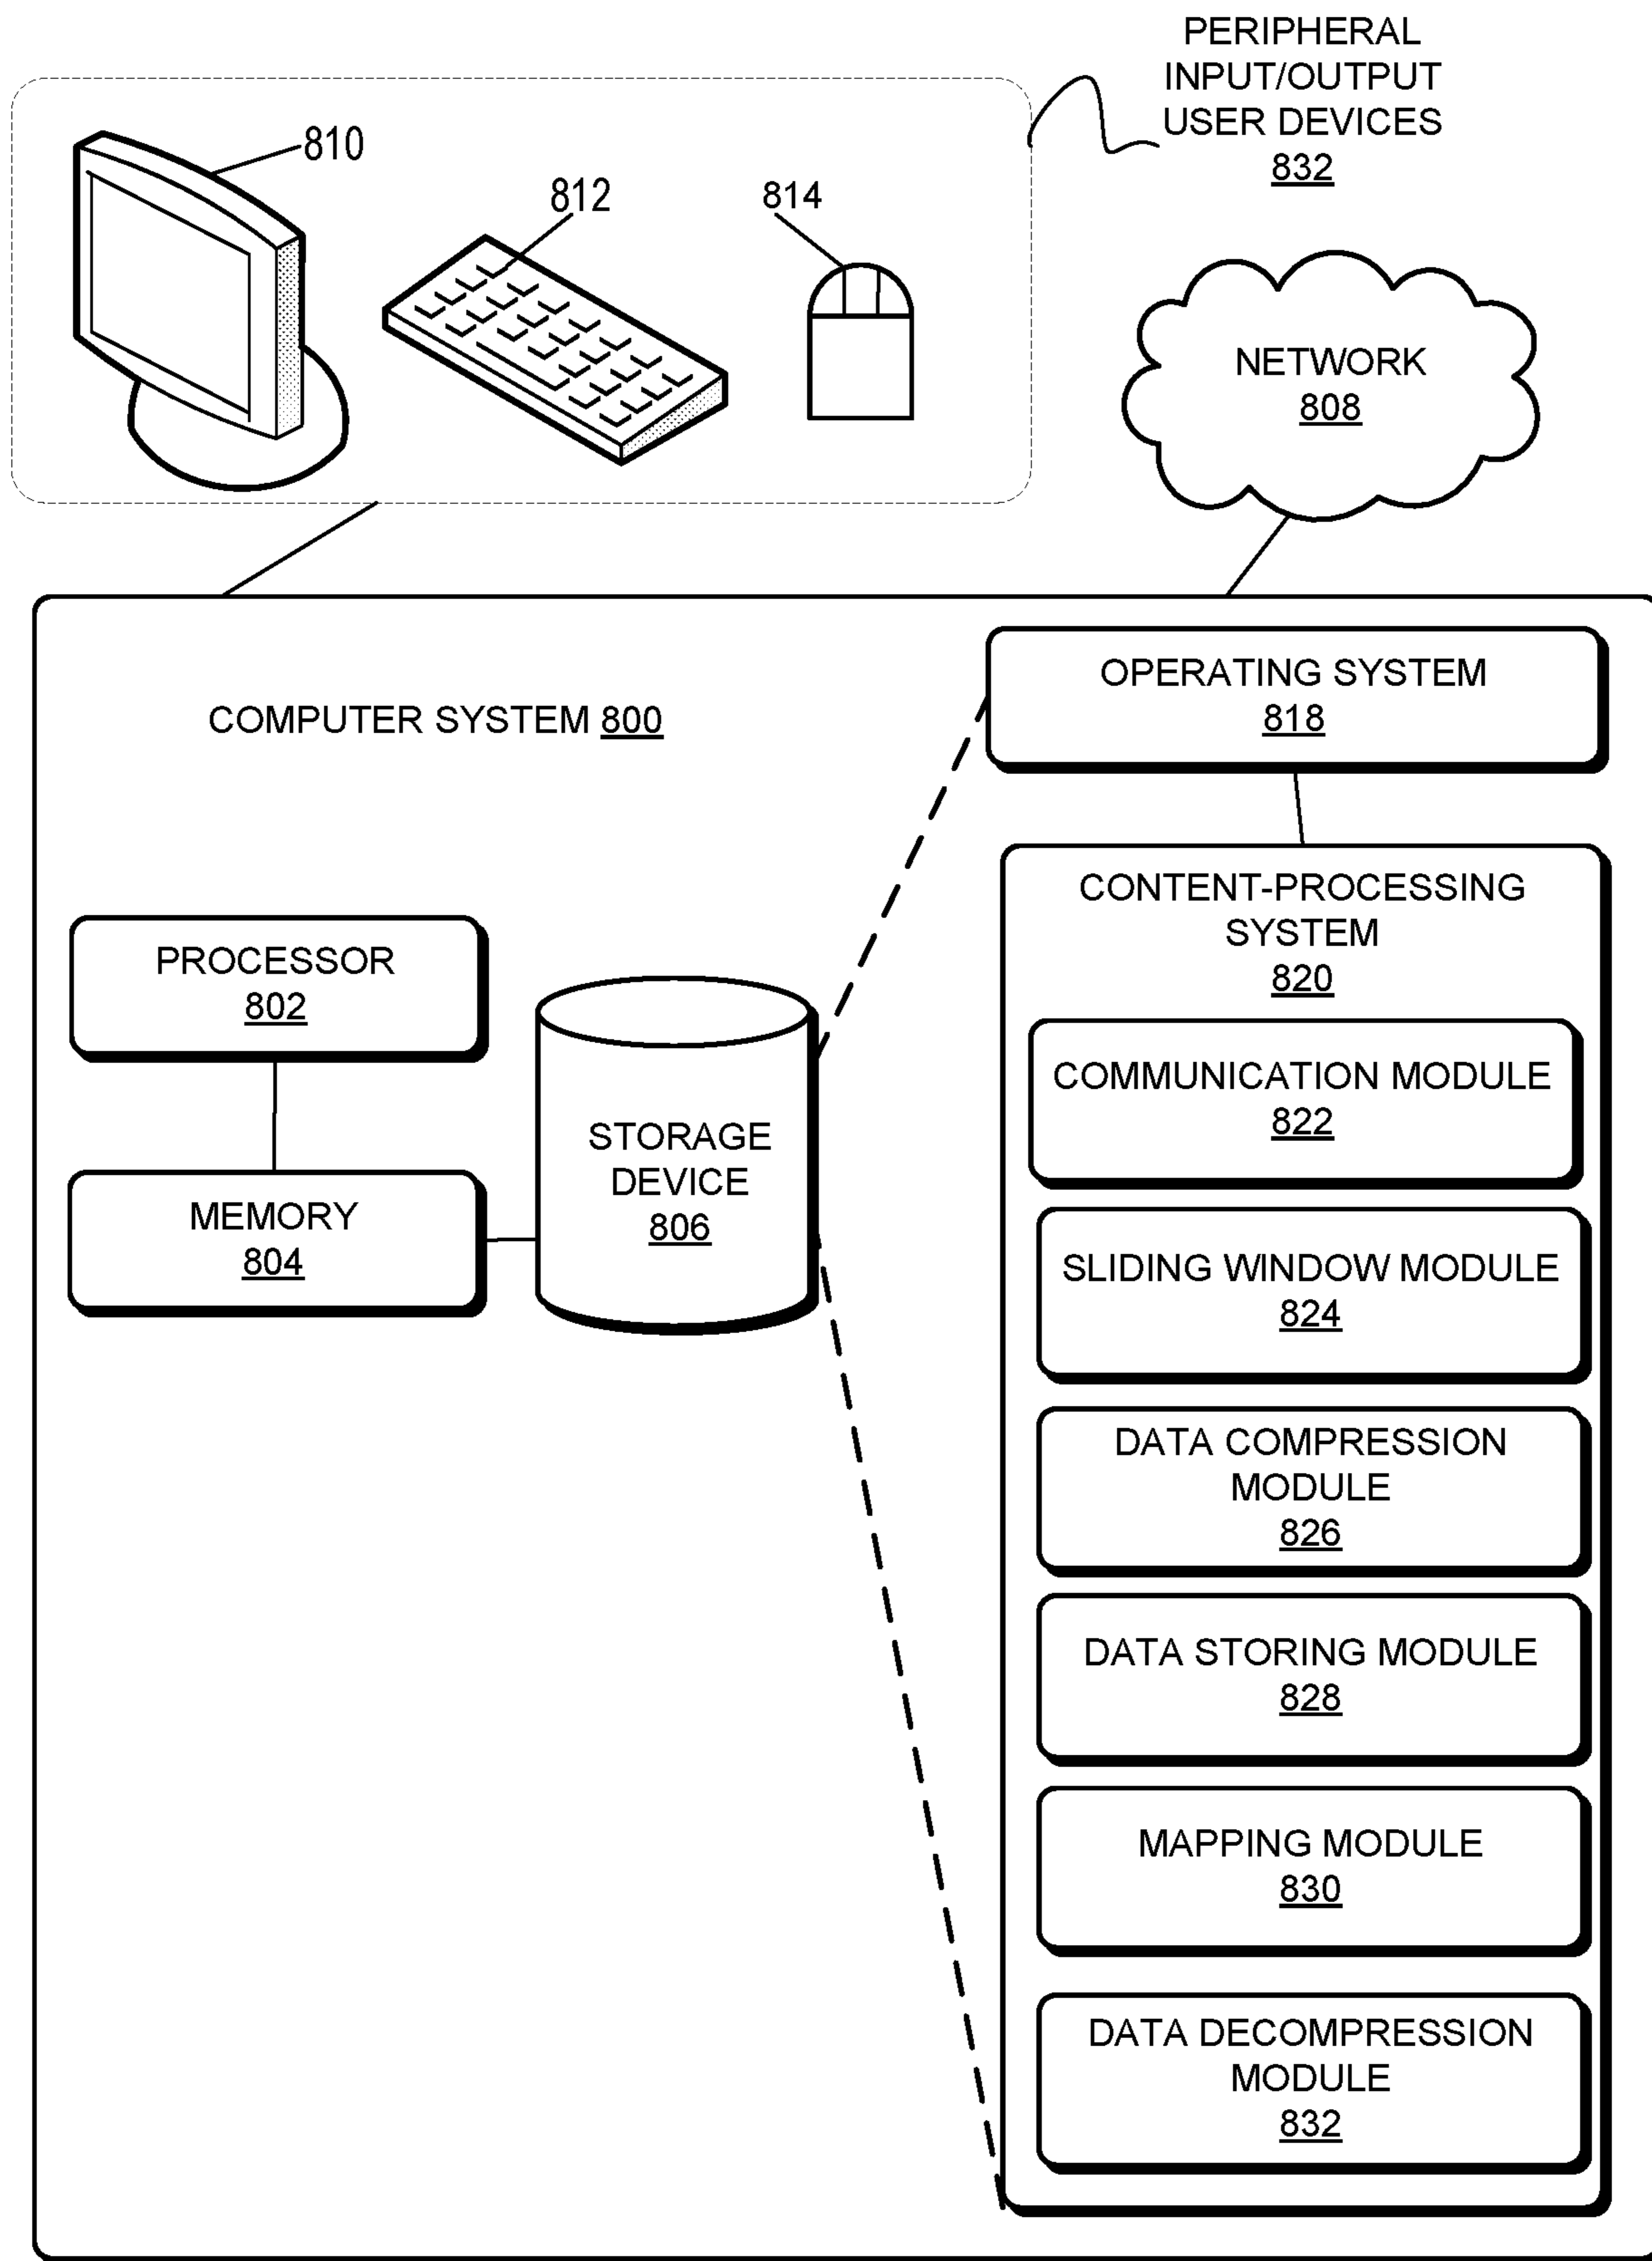 PERIPHERAL
INPUT/OUTPUT
USER DEVICES
832
810
812
814
NETWORK
808
COMPUTER SYSTEM 800
OPERATING SYSTEM
818
PROCESSOR
802
MEMORY
804
STORAGE
DEVICE
806
CONTENT-PROCESSING
SYSTEM
820
COMMUNICATION MODULE
822
SLIDING WINDOW MODULE
824
DATA COMPRESSION
MODULE
826
DATA STORING MODULE
828
MAPPING MODULE
830
DATA DECOMPRESSION
MODULE
832